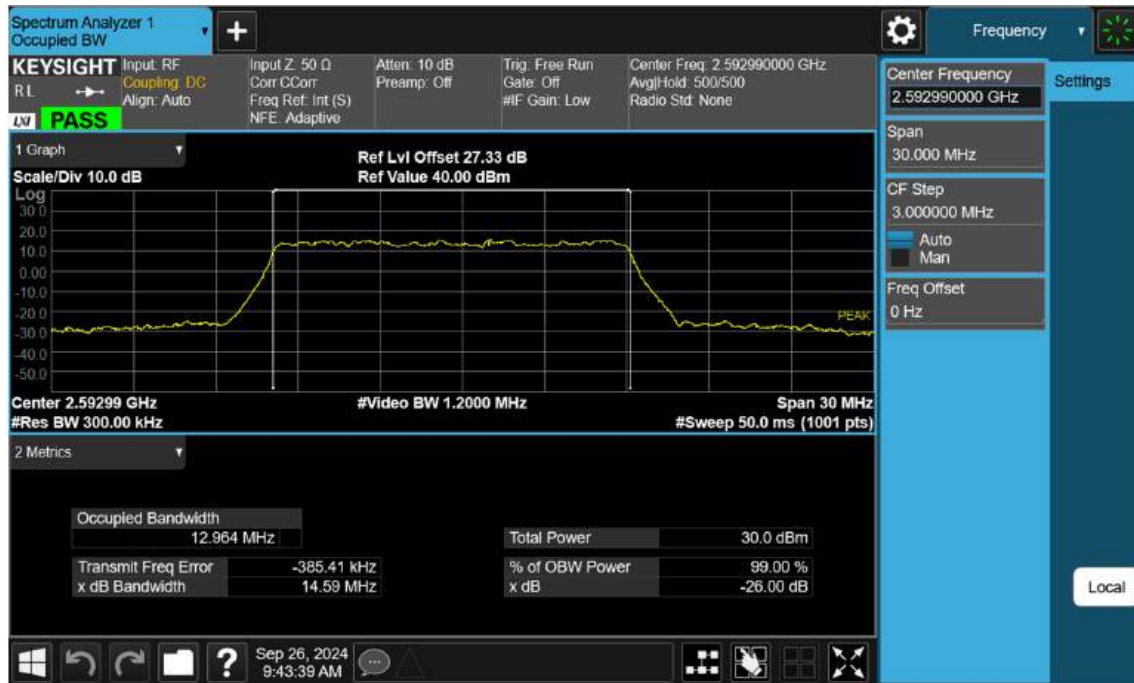 Spectrum Analyzer 1
Occupied BW
Frequency
KEYSIGHT
RL
LXI PASS
Input: RF
Coupling: DC
Align: Auto
Input Z: 50 Ω
Corr CCorr
Freq Ref: Int (S)
NFE: Adaptive
Atten: 10 dB
Preamp: Off
Trig: Free Run
Gate: Off
#IF Gain: Low
Center Freq: 2.592990000 GHz
Avg|Hold: 500/500
Radio Std: None
1 Graph
Scale/Div 10.0 dB
Ref Lvl Offset 27.33 dB
Ref Value 40.00 dBm
Log
30.0
20.0
10.0
0.00
-10.0
-20.0
-30.0
-40.0
-50.0
PEAK
Center 2.59299 GHz
#Video BW 1.2000 MHz
Span 30 MHz
#Res BW 300.00 kHz
#Sweep 50.0 ms (1001 pts)
2 Metrics
Occupied Bandwidth
12.964 MHz
Total Power 30.0 dBm
Transmit Freq Error -385.41 kHz
% of OBW Power 99.00 %
x dB Bandwidth 14.59 MHz
x dB -26.00 dB
Center Frequency
2.592990000 GHz
Settings
Span
30.000 MHz
CF Step
3.000000 MHz
Auto
Man
Freq Offset
0 Hz
Local
?
Sep 26, 2024
9:43:39 AM